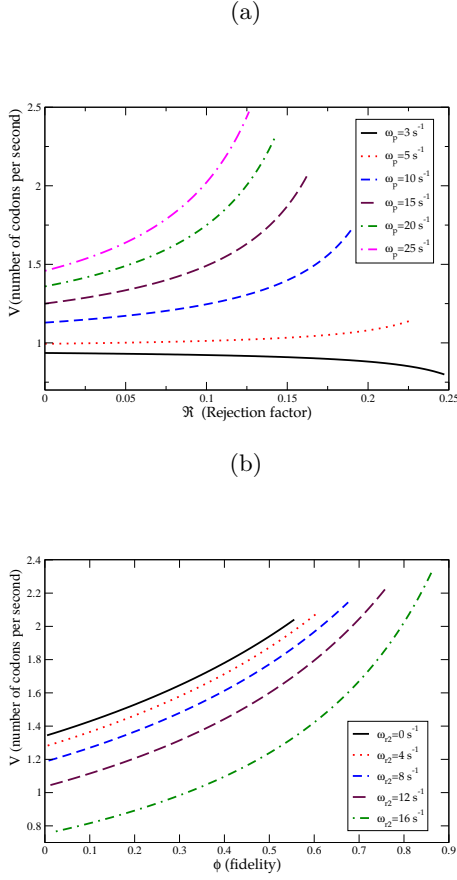 (a)
2.5
2
1.5
1
V(number of codons per second)
ω_p=3 s^-1
ω_p=5 s^-1
ω_p=10 s^-1
ω_p=15 s^-1
ω_p=20 s^-1
ω_p=25 s^-1
0 0.05 0.1 0.15 0.2 0.25
ℜ (Rejection factor)
(b)
2.4
2.2
2
1.8
1.6
1.4
1.2
1
0.8
V (number of codons per second)
ω_r2=0 s^-1
ω_r2=4 s^-1
ω_r2=8 s^-1
ω_r2=12 s^-1
ω_r2=16 s^-1
0 0.1 0.2 0.3 0.4 0.5 0.6 0.7 0.8 0.9
ϕ (fidelity)